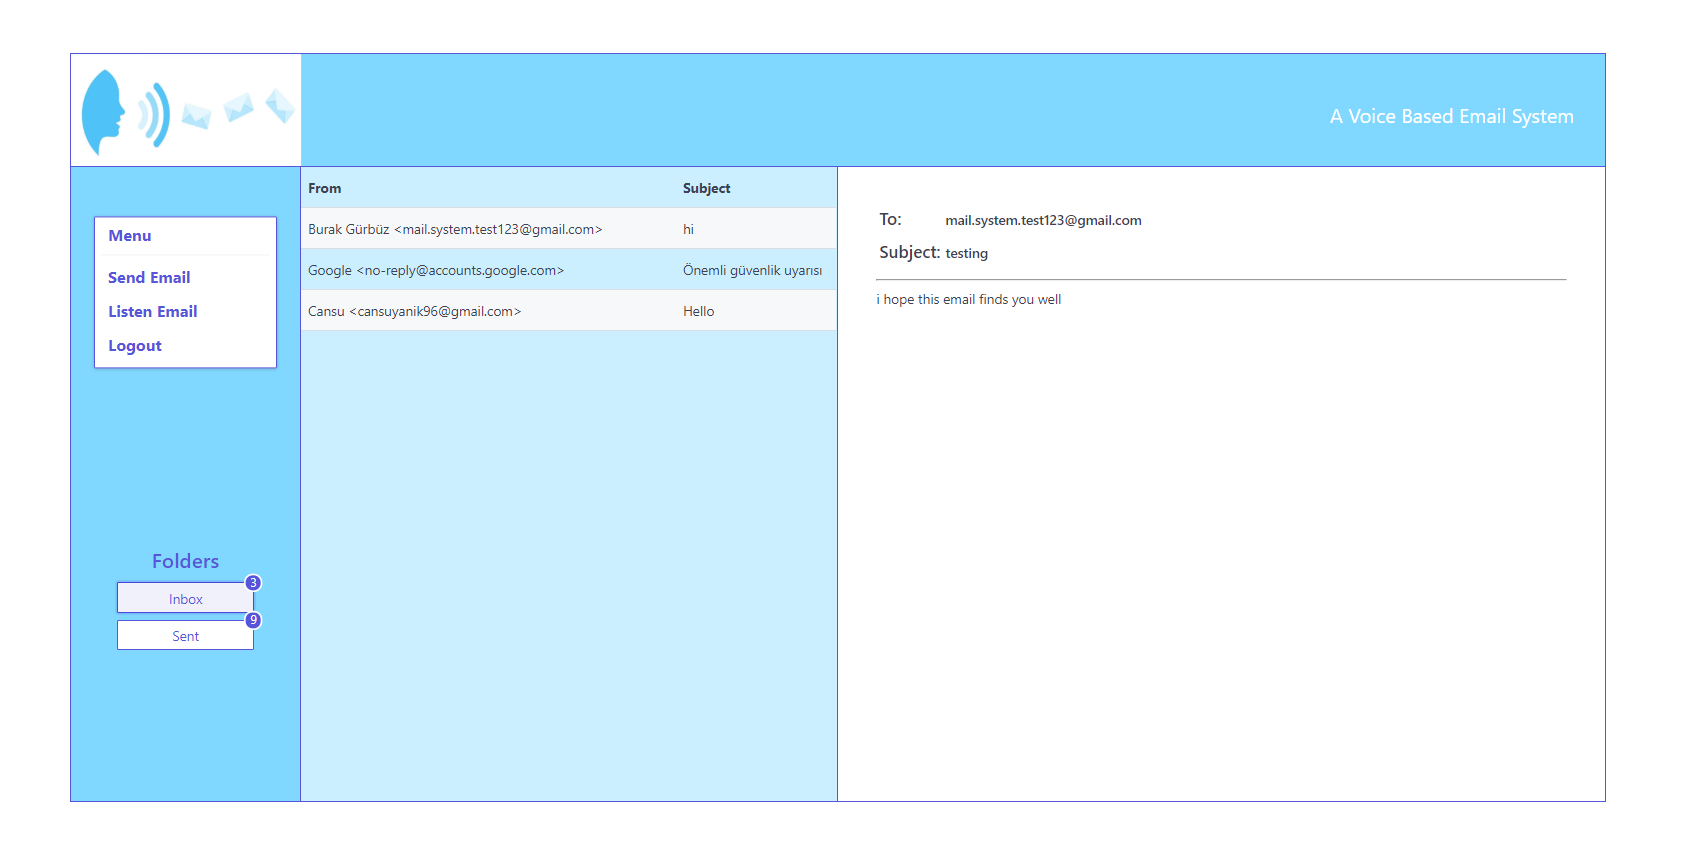 A Voice Based Email System
Menu
Send Email
Listen Email
Logout
Folders
3
Inbox
9
Sent
From Subject
Burak Gürbüz <mail.system.test123@gmail.com> hi
Google <no-reply@accounts.google.com> Önemli güvenlik uyarısı
Cansu <cansuyanik96@gmail.com> Hello
To: mail.system.test123@gmail.com
Subject: testing
i hope this email finds you well